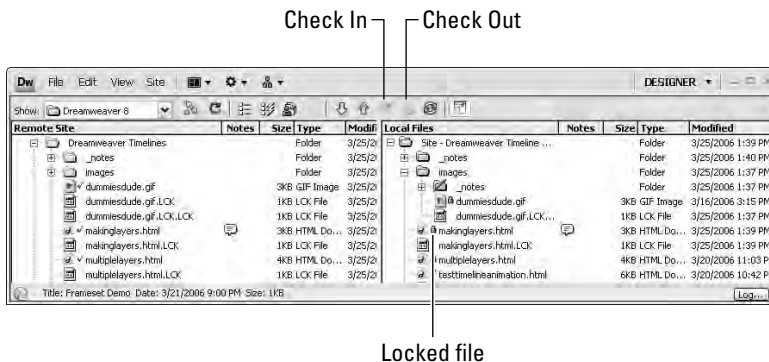 Check In
Check Out
Dw File Edit View Site DESIGNER
Show: Dreamweaver 8
Remote Site Notes Size Type Modifi Local Files Notes Size Type Modified
Dreamweaver Timelines Folder 3/25/2 Site - Dreamweaver Timeline ... Folder 3/25/2006 1:39 PM
_notes Folder 3/25/2 _notes Folder 3/25/2006 1:40 PM
images Folder 3/25/2 images Folder 3/25/2006 1:37 PM
dummiesdude.gif 3KB GIF Image 3/25/2 _notes Folder 3/25/2006 1:37 PM
dummiesdude.gif.LCK 1KB LCK File 3/25/2 dummiesdude.gif 3KB GIF Image 3/16/2006 3:15 PM
dummiesdude.gif.LCK.LCK 1KB LCK File 3/25/2 dummiesdude.gif.LCK... 1KB LCK File 3/25/2006 1:37 PM
makinglayers.html 3KB HTML Do... 3/25/2 makinglayers.html 3KB HTML Do... 3/25/2006 1:39 PM
makinglayers.html.LCK 1KB LCK File 3/25/2 makinglayers.html.LCK 1KB LCK File 3/25/2006 1:39 PM
multiplelayers.html 4KB HTML Do... 3/25/2 multiplelayers.html 4KB HTML Do... 3/20/2006 11:03 P
multiplelayers.html.LCK 1KB LCK File 3/25/2 testtimelineanimation.html 6KB HTML Do... 3/20/2006 10:42 P
Title: Frameset Demo Date: 3/21/2006 9:00 PM Size: 1KB Log...
Locked file